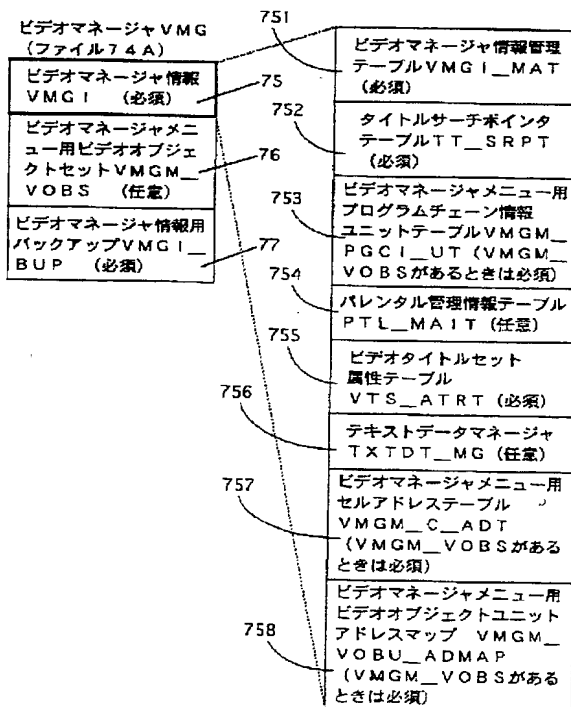 ビデオマネージャVMG
(ファイル74A)
ビデオマネージャ情報
VMGI (必須)
75
ビデオマネージャメニ
ュー用ビデオオブジェ
クトセットVMGM_
VOBS (任意)
76
ビデオマネージャ情報用
バックアップVMGI_
BUP (必須)
77
751
ビデオマネージャ情報管理
テーブルVMGI_MAT
(必須)
752
タイトルサーチポインタ
テーブルTT_SRPT
(必須)
753
ビデオマネージャメニュー用
プログラムチェーン情報
ユニットテーブルVMGM_
PGCI_UT (VMGM_
VOBSがあるときは必須)
754
パレンタル管理情報テーブル
PTL_MAIT (任意)
755
ビデオタイトルセット
属性テーブル
VTS_ATRT (必須)
756
テキストデータマネージャ
TXTDT_MG (任意)
757
ビデオマネージャメニュー用
セルアドレステーブル
VMGM_C_ADT
(VMGM_VOBSがある
ときは必須)
758
ビデオマネージャメニュー用
ビデオオブジェクトユニット
アドレスマップ VMGM_
VOBU_ADMAP
(VMGM_VOBSがある
ときは必須)